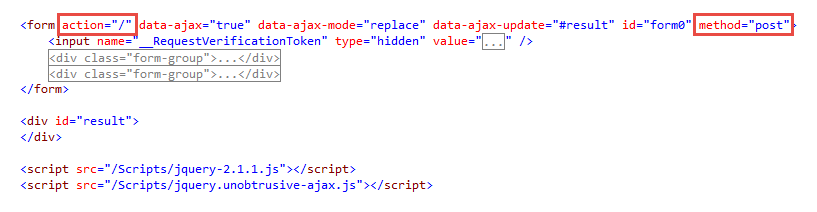 <form action="/" data-ajax="true" data-ajax-mode="replace" data-ajax-update="#result" id="form0" method="post">
<input name="__RequestVerificationToken" type="hidden" value="..." />
<div class="form-group">...</div>
<div class="form-group">...</div>
</form>
<div id="result">
</div>
<script src="/Scripts/jquery-2.1.1.js"></script>
<script src="/Scripts/jquery.unobtrusive-ajax.js"></script>